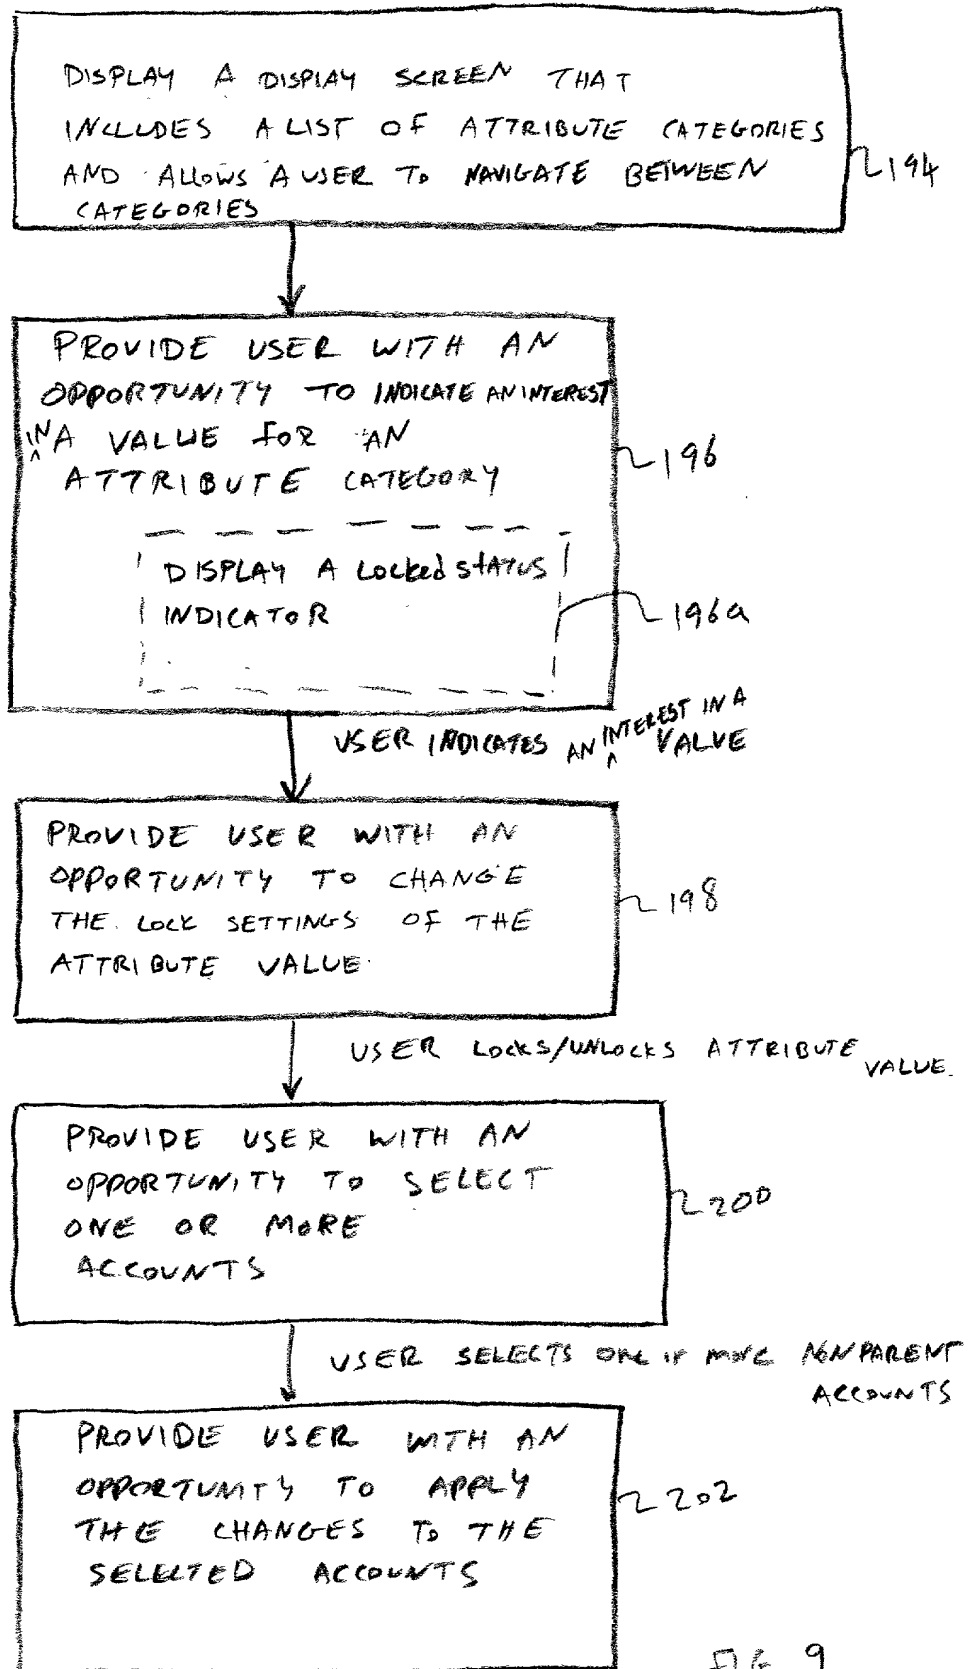 DISPLAY A DISPLAY SCREEN THAT
INCLUDES A LIST OF ATTRIBUTE CATEGORIES
AND ALLOWS A USER TO NAVIGATE BETWEEN
CATEGORIES
194
PROVIDE USER WITH AN
OPPORTUNITY TO INDICATE AN INTEREST
IN A VALUE FOR AN
ATTRIBUTE CATEGORY
196
DISPLAY A LOCKED STATUS
INDICATOR
196a
USER INDICATES AN INTEREST IN A
VALUE
PROVIDE USER WITH AN
OPPORTUNITY TO CHANGE
THE LOCK SETTINGS OF THE
ATTRIBUTE VALUE
198
USER LOCKS/UNLOCKS ATTRIBUTE
VALUE.
PROVIDE USER WITH AN
OPPORTUNITY TO SELECT
ONE OR MORE
ACCOUNTS
200
USER SELECTS ONE or more NONPARENT
ACCOUNTS
PROVIDE USER WITH AN
OPPORTUNITY TO APPLY
THE CHANGES TO THE
SELECTED ACCOUNTS
202
FIG 9